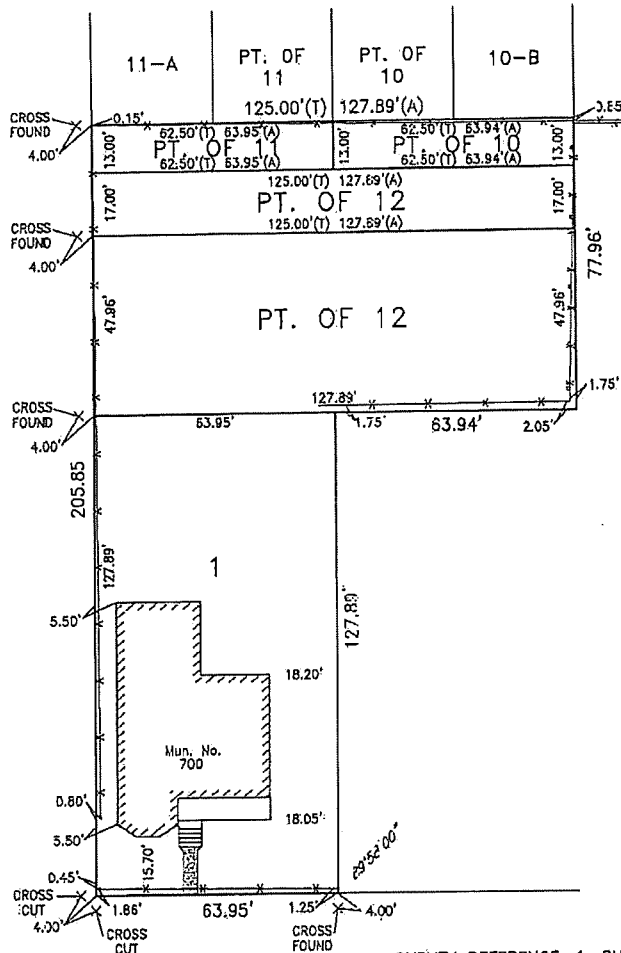 11-A
PT. OF 11
PT. OF 10
10-B
125.00'(T) 127.89'(A)
CROSS FOUND
0.15'
0.85'
4.00'
13.00'
62.50'(T) 63.95'(A)
PT. OF 11
62.50'(T) 63.95'(A)
13.00'
62.50'(T) 63.94'(A)
PT. OF 10
62.50'(T) 63.94'(A)
13.00'
125.00'(T) 127.89'(A)
17.00'
PT. OF 12
17.00'
125.00'(T) 127.89'(A)
CROSS FOUND
4.00'
77.96'
47.96'
PT. OF 12
47.96'
127.89'
1.75'
CROSS FOUND
4.00'
63.95'
1.75'
63.94'
2.05'
205.85
127.89'
1
127.89'
5.50'
18.20'
Mun. No.
700
0.80'
18.05'
5.50'
15.70'
89°58'00"
0.45'
CROSS CUT
4.00'
1.86'
63.95'
1.25'
4.00'
CROSS CUT
CROSS FOUND
REFERENCE